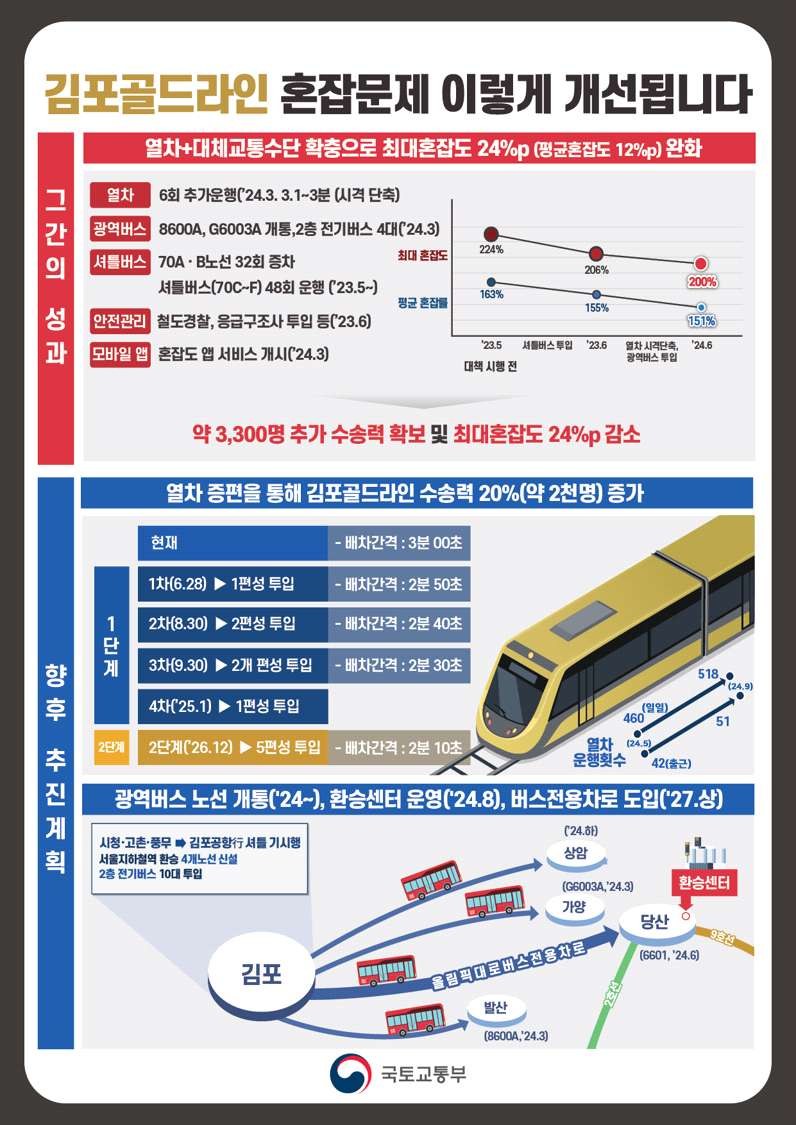 김포골드라인 혼잡문제 이렇게 개선됩니다
그간의 성과
열차+대체교통수단 확충으로 최대혼잡도 24%p (평균혼잡도 12%p) 완화
열차 6회 추가운행('24.3. 3.1~3분 (시격 단축)
광역버스 8600A, G6003A 개통,2층 전기버스 4대('24.3)
셔틀버스 70A · B노선 32회 증차
셔틀버스(70C~F) 48회 운행 ('23.5~)
안전관리 철도경찰, 응급구조사 투입 등('23.6)
모바일 앱 혼잡도 앱 서비스 개시('24.3)
최대 혼잡도
224%
206%
200%
평균 혼잡률
163%
155%
151%
'23.5 셔틀버스 투입 '23.6 열차 시격단축, '24.6
광역버스 투입
대책 시행 전
약 3,300명 추가 수송력 확보 및 최대혼잡도 24%p 감소
향후 추진계획
열차 증편을 통해 김포골드라인 수송력 20%(약 2천명) 증가
현재 - 배차간격 : 3분 00초
1단계
1차(6.28) ▶ 1편성 투입 - 배차간격 : 2분 50초
2차(8.30) ▶ 2편성 투입 - 배차간격 : 2분 40초
3차(9.30) ▶ 2개 편성 투입 - 배차간격 : 2분 30초
4차('25.1) ▶ 1편성 투입
2단계 2단계('26.12) ▶ 5편성 투입 - 배차간격 : 2분 10초
518
(24.9)
460 (일일)
51
(24.5)
열차
운행횟수
42(출근)
광역버스 노선 개통('24~), 환승센터 운영('24.8), 버스전용차로 도입('27.상)
시청·고촌·풍무 ➡ 김포공항行 셔틀 기시행
서울지하철역 환승 4개노선 신설
2층 전기버스 10대 투입
('24.하)
상암
(G6003A,'24.3)
가양
환승센터
당산
(6601, '24.6)
9호선
2호선
김포
올림픽대로버스전용차로
발산
(8600A,'24.3)
국토교통부